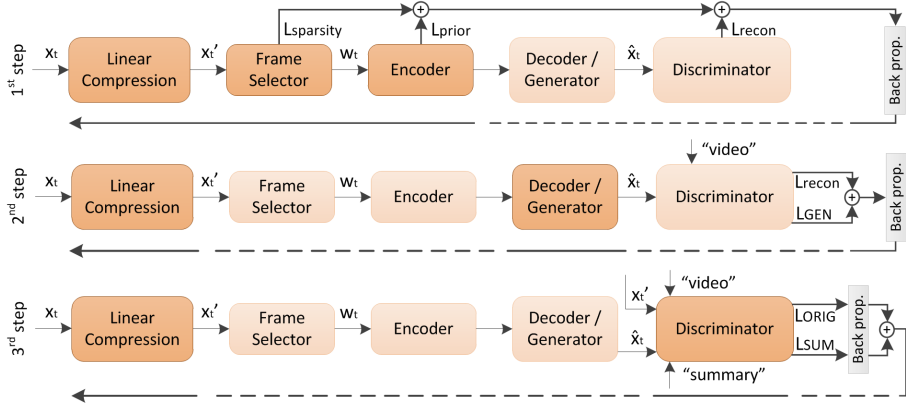 Lsparsity
Lprior
Lrecon
1st step
xt
Linear Compression
xt′
Frame Selector
wt
Encoder
Decoder / Generator
x̂t
Discriminator
Back prop.
2nd step
xt
Linear Compression
xt′
Frame Selector
wt
Encoder
Decoder / Generator
x̂t
"video"
Discriminator
Lrecon
LGEN
Back prop.
3rd step
xt
Linear Compression
xt′
Frame Selector
wt
Encoder
Decoder / Generator
xt′
x̂t
"video"
Discriminator
"summary"
LORIG
LSUM
Back prop.